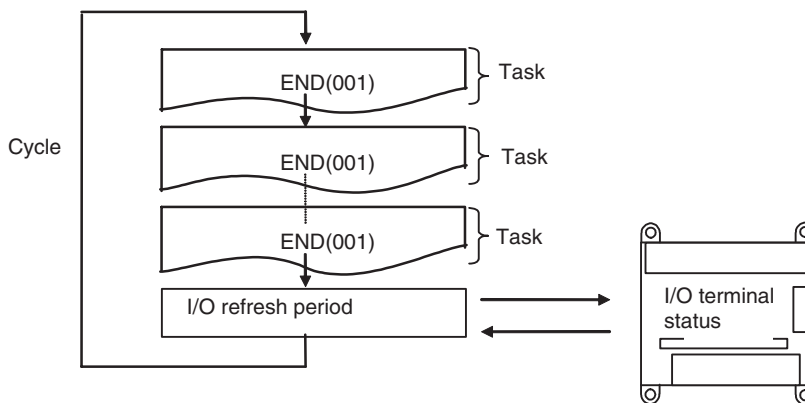 END(001)
Task
Cycle
END(001)
Task
END(001)
Task
I/O refresh period
I/O terminal
status